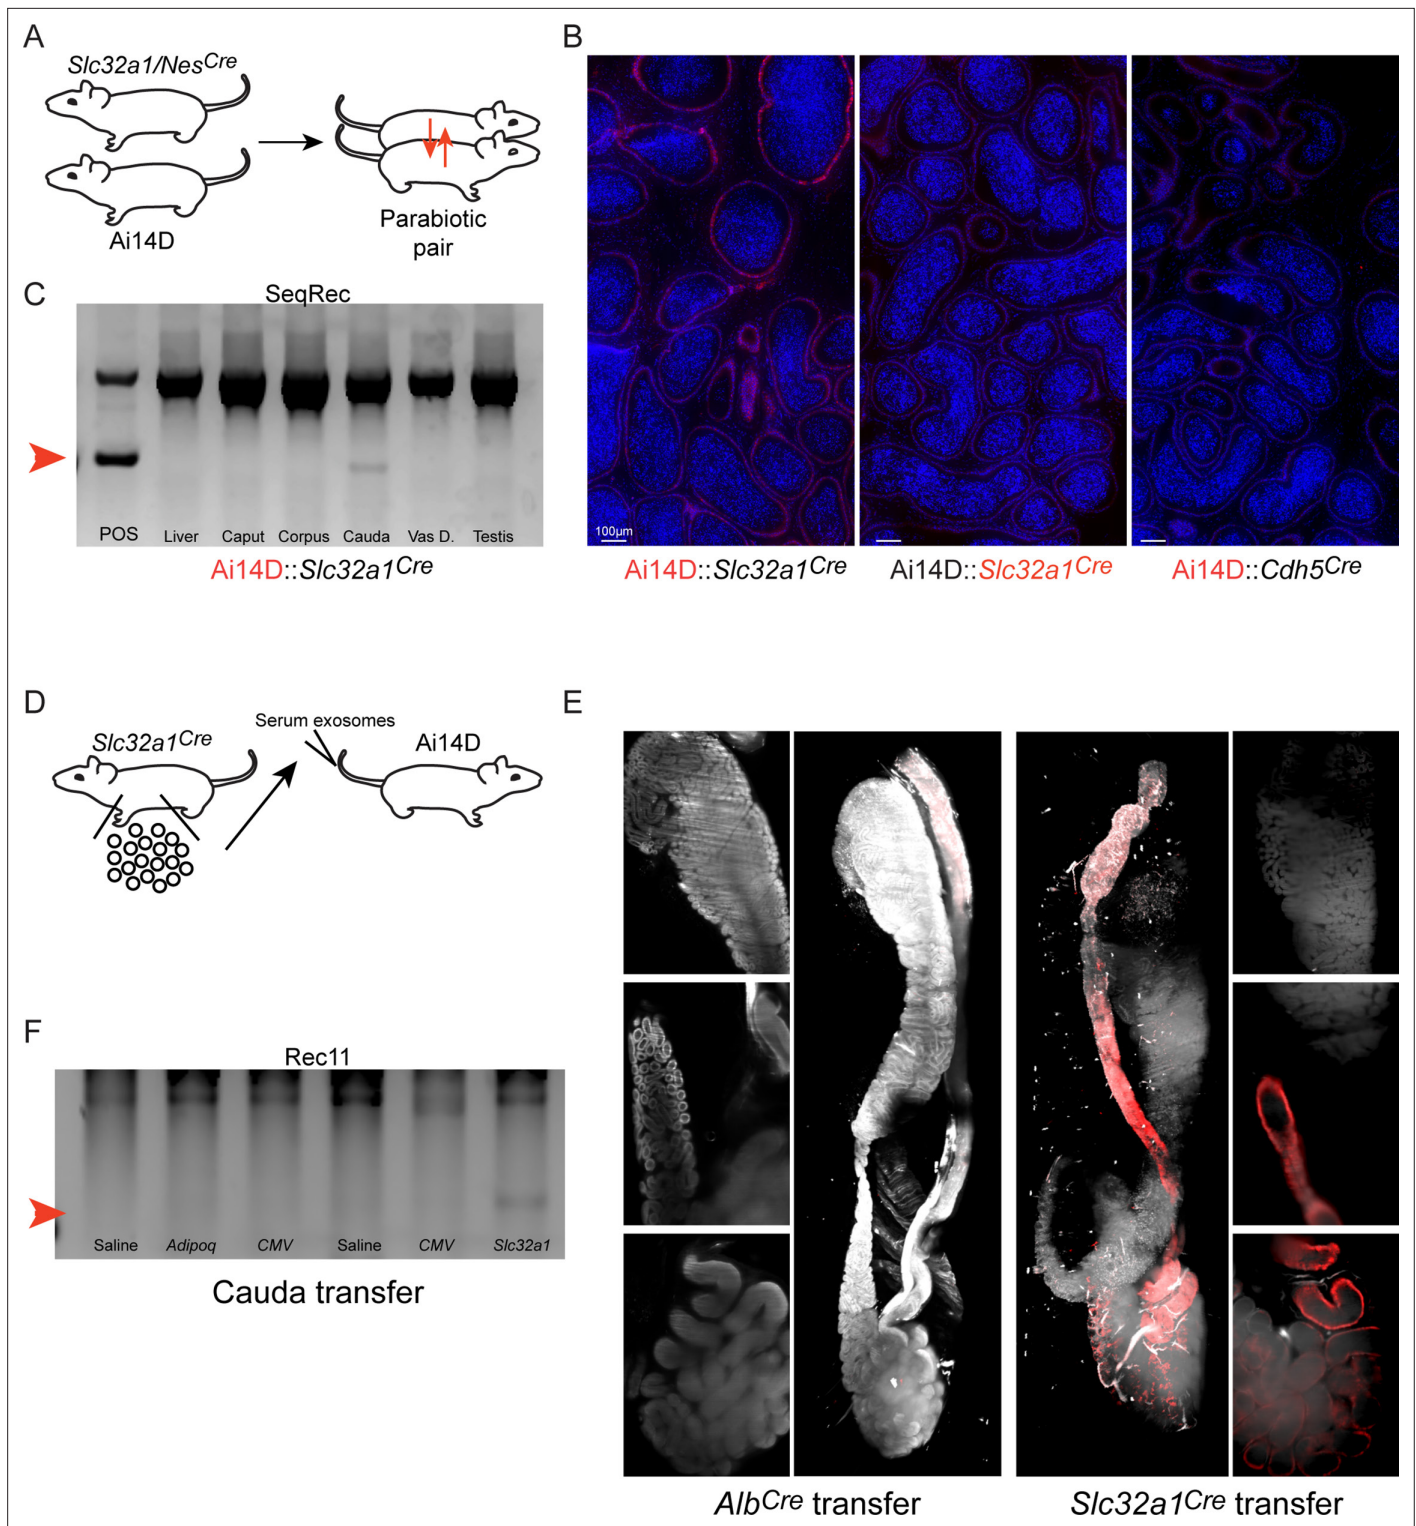 A
Slc32a1/NesCre
Ai14D
Parabiotic
pair
B
100µm
Ai14D::Slc32a1Cre
Ai14D::Slc32a1Cre
Ai14D::Cdh5Cre
C
SeqRec
POS Liver Caput Corpus Cauda Vas D. Testis
Ai14D::Slc32a1Cre
D
Slc32a1Cre
Serum exosomes
Ai14D
E
AlbCre transfer
Slc32a1Cre transfer
F
Rec11
Saline Adipoq CMV Saline CMV Slc32a1
Cauda transfer